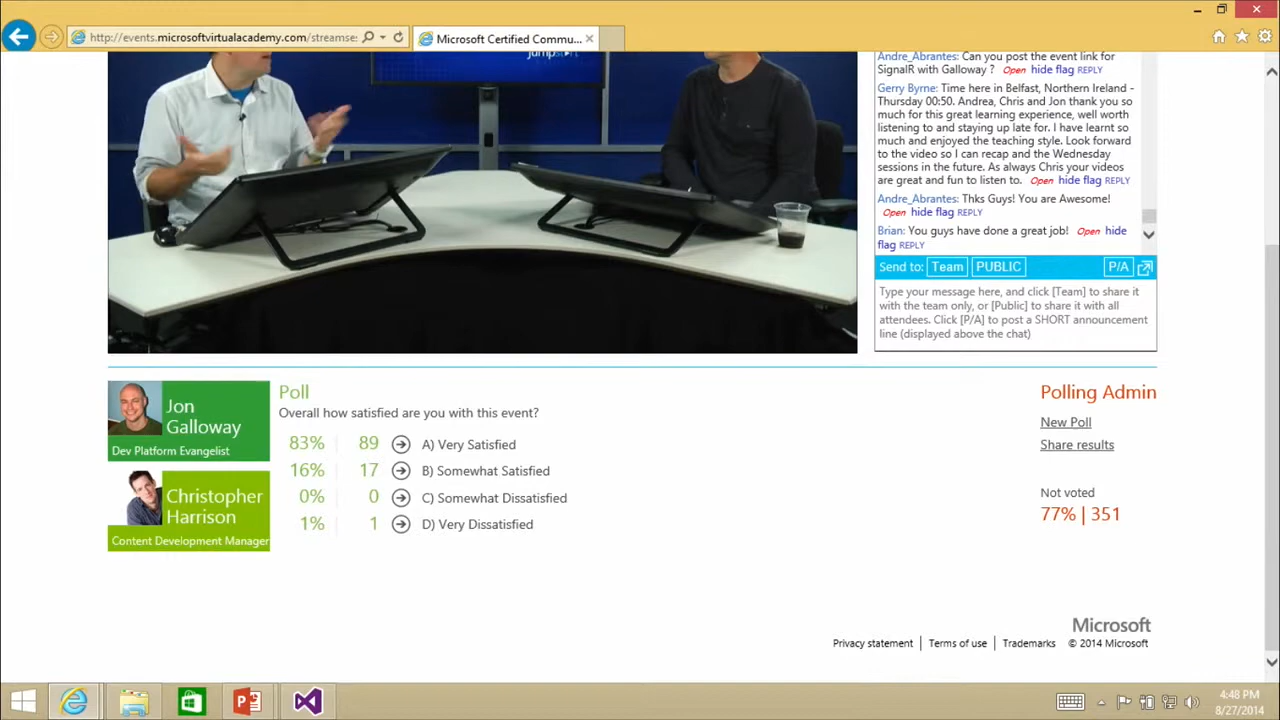 http://events.microsoftvirtualacademy.com/streamse
Microsoft Certified Commu...
jumpstart
Andre_Abrantes: Can you post the event link for
SignalR with Galloway ? Open hide flag REPLY
Gerry Byrne: Time here in Belfast, Northern Ireland -
Thursday 00:50. Andrea, Chris and Jon thank you so
much for this great learning experience, well worth
listening to and staying up late for. I have learnt so
much and enjoyed the teaching style. Look forward
to the video so I can recap and the Wednesday
sessions in the future. As always Chris your videos
are great and fun to listen to. Open hide flag REPLY
Andre_Abrantes: Thks Guys! You are Awesome!
Open hide flag REPLY
Brian: You guys have done a great job! Open hide
flag REPLY
Send to: Team PUBLIC P/A
Type your message here, and click [Team] to share it
with the team only, or [Public] to share it with all
attendees. Click [P/A] to post a SHORT announcement
line (displayed above the chat)
Jon
Galloway
Dev Platform Evangelist
Christopher
Harrison
Content Development Manager
Poll
Overall how satisfied are you with this event?
83% 89 A) Very Satisfied
16% 17 B) Somewhat Satisfied
0% 0 C) Somewhat Dissatisfied
1% 1 D) Very Dissatisfied
Polling Admin
New Poll
Share results
Not voted
77% | 351
Microsoft
Privacy statement | Terms of use | Trademarks | © 2014 Microsoft
4:48 PM
8/27/2014